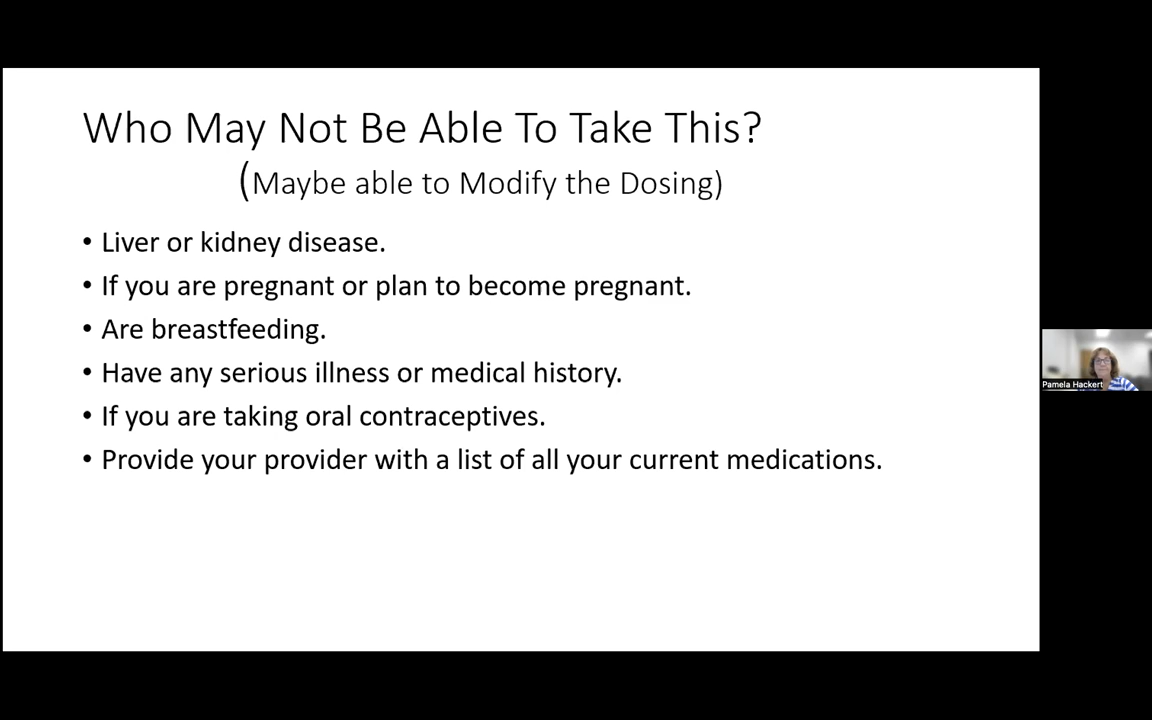 Who May Not Be Able To Take This?
(Maybe able to Modify the Dosing)
• Liver or kidney disease.
• If you are pregnant or plan to become pregnant.
• Are breastfeeding.
• Have any serious illness or medical history.
• If you are taking oral contraceptives.
• Provide your provider with a list of all your current medications.
Pamela Hackert